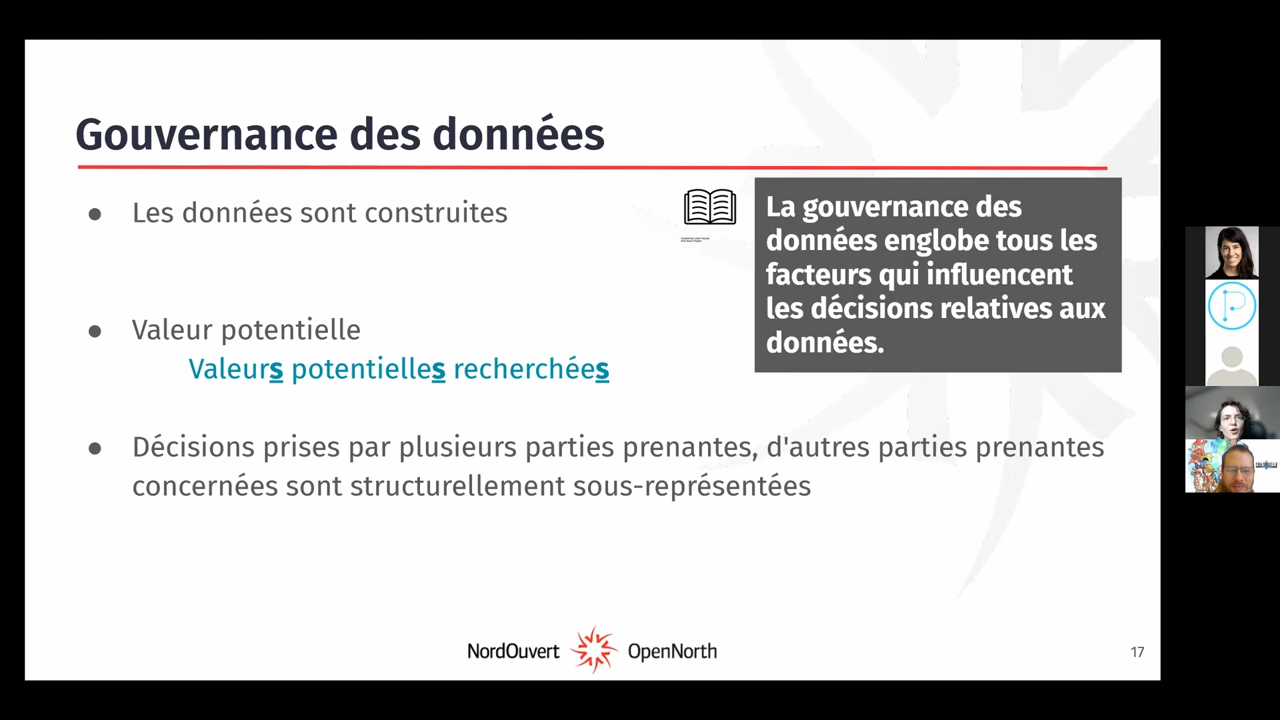 Gouvernance des données
● Les données sont construites
La gouvernance des
données englobe tous les
facteurs qui influencent
les décisions relatives aux
données.
● Valeur potentielle
Valeurs potentielles recherchées
● Décisions prises par plusieurs parties prenantes, d'autres parties prenantes
concernées sont structurellement sous-représentées
NordOuvert OpenNorth
17